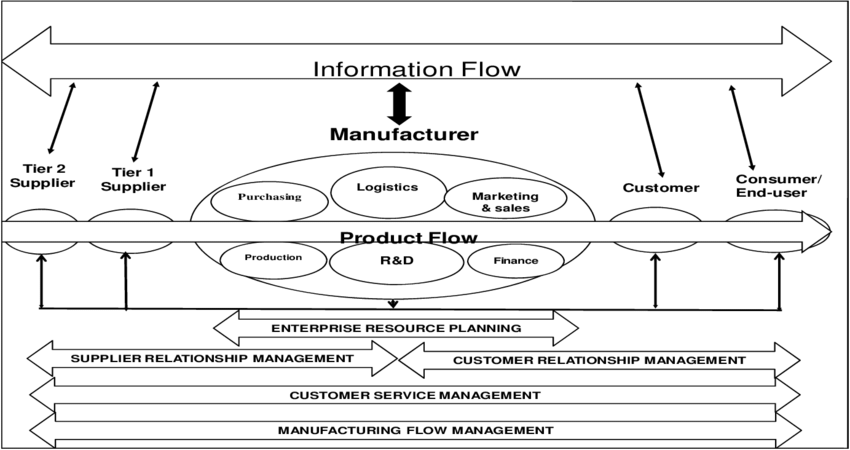 Information Flow
Manufacturer
Tier 2
Supplier
Tier 1
Supplier
Purchasing
Logistics
Marketing
& sales
Customer
Consumer/
End-user
Product Flow
Production
R&D
Finance
ENTERPRISE RESOURCE PLANNING
SUPPLIER RELATIONSHIP MANAGEMENT
CUSTOMER RELATIONSHIP MANAGEMENT
CUSTOMER SERVICE MANAGEMENT
MANUFACTURING FLOW MANAGEMENT